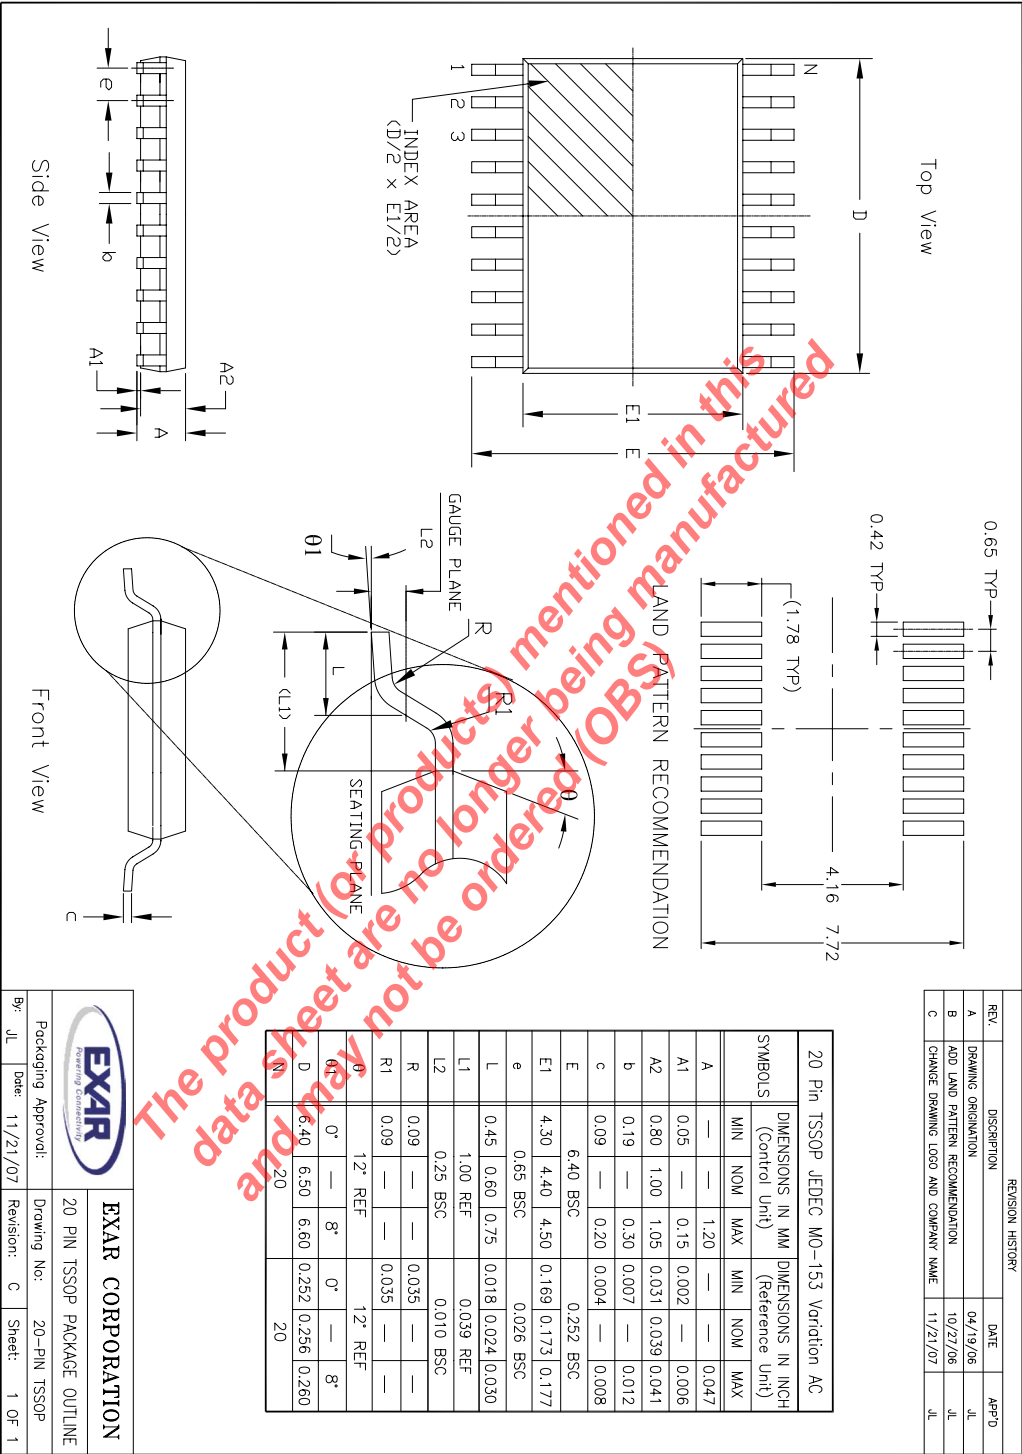 REVISION HISTORY
REV. DISCRIPTION DATE APP'D
A DRAWING ORIGINATION 04/19/06 JL
B ADD LAND PATTERN RECOMMENDATION 10/27/06 JL
C CHANGE DRAWING LOGO AND COMPANY NAME 11/21/07 JL
Top View
D
N
1
2
3
INDEX AREA
(D/2 x E1/2)
E1
E
Side View
e
b
A1
A2
A
0.65 TYP
0.42 TYP
(1.78 TYP)
4.16
7.72
LAND PATTERN RECOMMENDATION
GAUGE PLANE
L2
θ1
R
R1
L
(L1)
θ
SEATING PLANE
Front View
c
20 Pin TSSOP JEDEC MO-153 Variation AC
SYMBOLS DIMENSIONS IN MM (Control Unit) DIMENSIONS IN INCH (Reference Unit)
MIN NOM MAX MIN NOM MAX
A — — 1.20 — — 0.047
A1 0.05 — 0.15 0.002 — 0.006
A2 0.80 1.00 1.05 0.031 0.039 0.041
b 0.19 — 0.30 0.007 — 0.012
c 0.09 — 0.20 0.004 — 0.008
E 6.40 BSC 0.252 BSC
E1 4.30 4.40 4.50 0.169 0.173 0.177
e 0.65 BSC 0.026 BSC
L 0.45 0.60 0.75 0.018 0.024 0.030
L1 1.00 REF 0.039 REF
L2 0.25 BSC 0.010 BSC
R 0.09 — — 0.035 — —
R1 0.09 — — 0.035 — —
θ 12° REF 12° REF
θ1 0° — 8° 0° — 8°
D 6.40 6.50 6.60 0.252 0.256 0.260
N 20 20
EXAR
Powering Connectivity
EXAR CORPORATION
20 PIN TSSOP PACKAGE OUTLINE
Packaging Approval: Drawing No: 20-PIN TSSOP
By: JL Date: 11/21/07 Revision: C Sheet: 1 OF 1
The product (or products) mentioned in this
data sheet are no longer being manufactured
and may not be ordered (OBS)